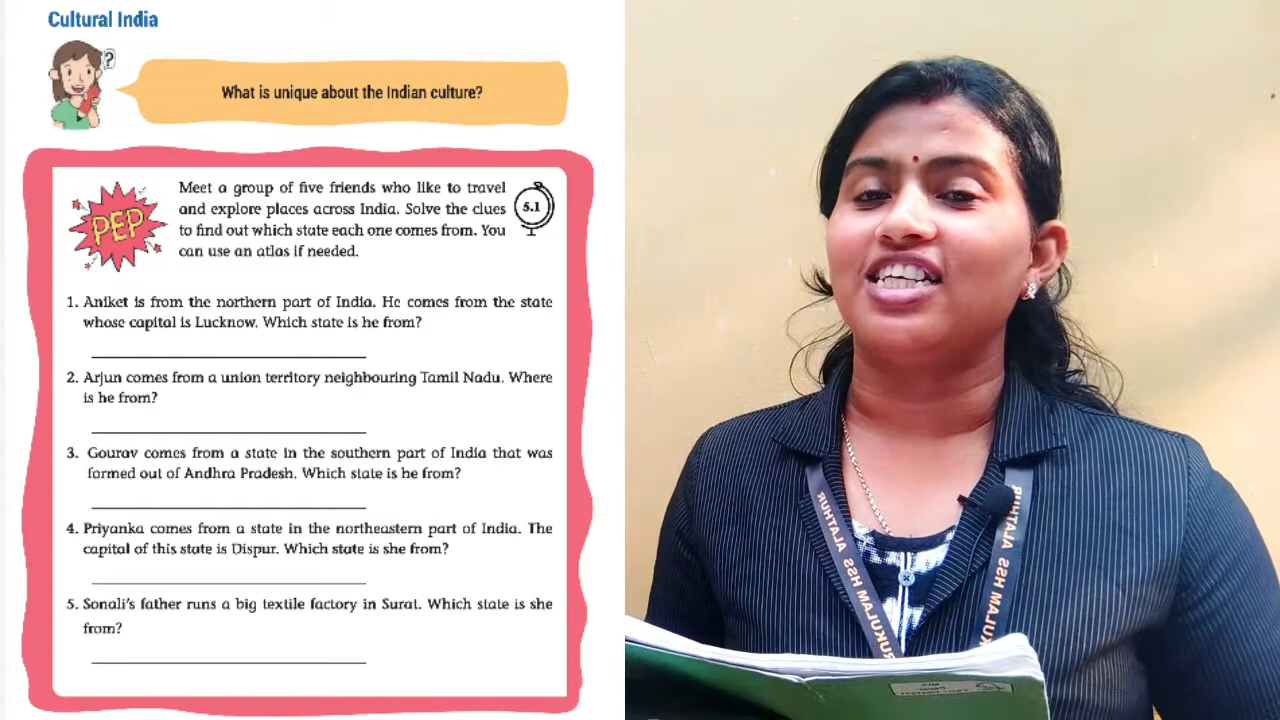 Cultural India
?
What is unique about the Indian culture?
PEP
Meet a group of five friends who like to travel
and explore places across India. Solve the clues
to find out which state each one comes from. You
can use an atlas if needed.
5.1
1. Aniket is from the northern part of India. He comes from the state
whose capital is Lucknow. Which state is he from?
2. Arjun comes from a union territory neighbouring Tamil Nadu. Where
is he from?
3. Gourav comes from a state in the southern part of India that was
formed out of Andhra Pradesh. Which state is he from?
4. Priyanka comes from a state in the northeastern part of India. The
capital of this state is Dispur. Which state is she from?
5. Sonali's father runs a big textile factory in Surat. Which state is she
from?
RUKULAM HSS ALATHUR
XULAM HSS ALATHUR